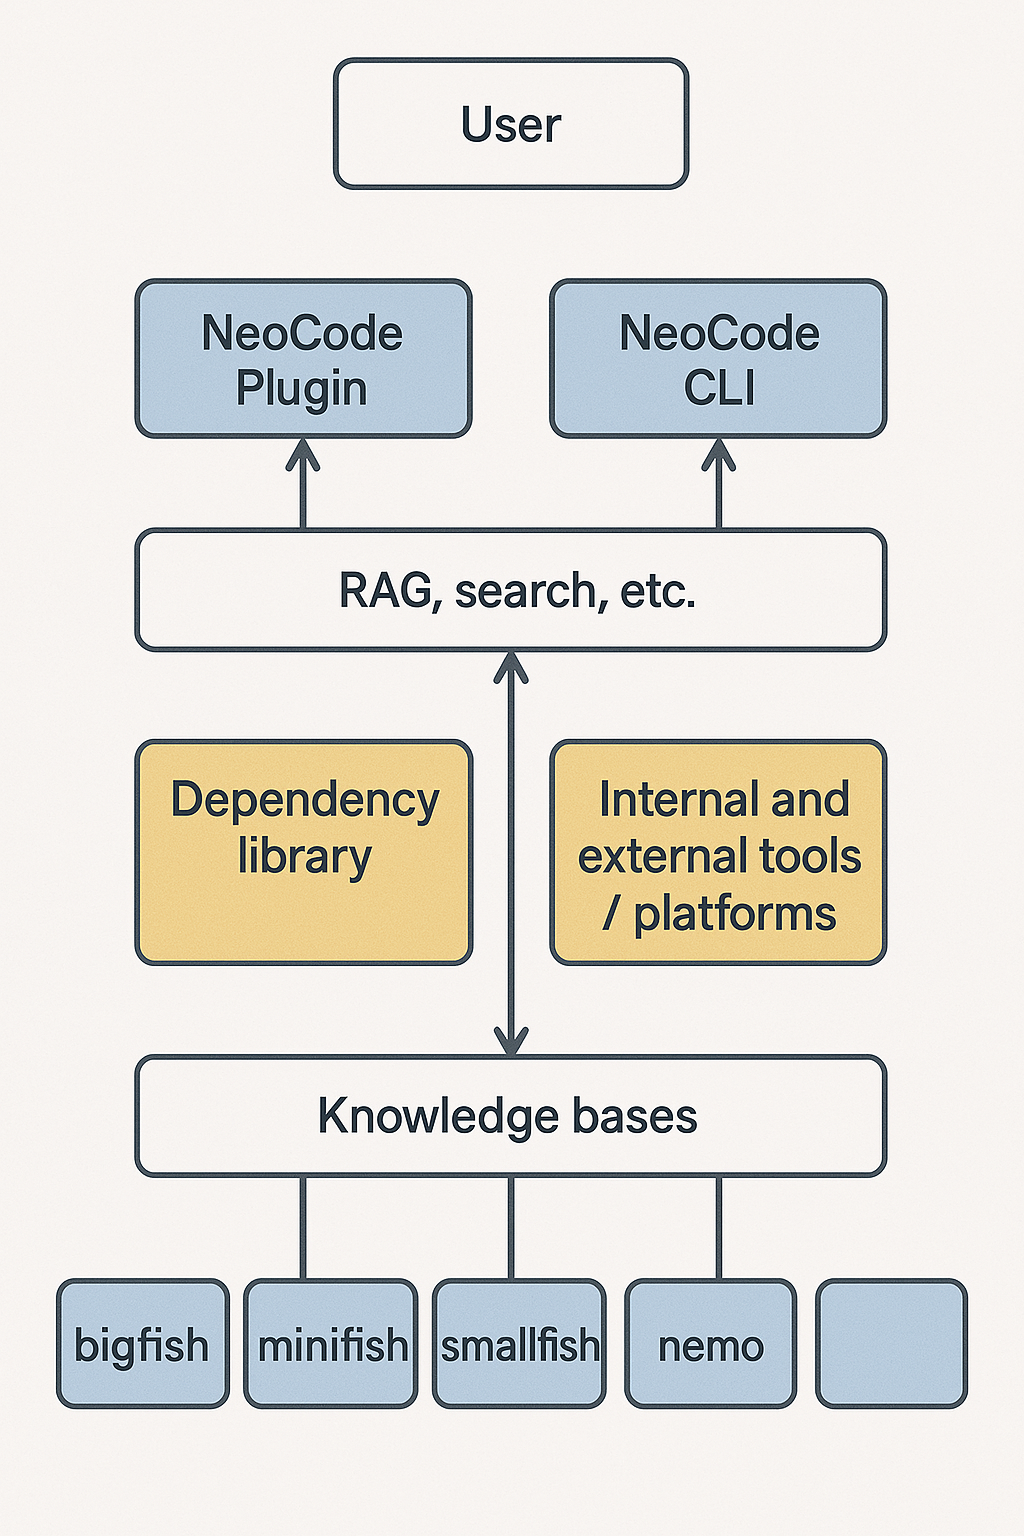 User
NeoCode
Plugin
NeoCode
CLI
RAG, search, etc.
Dependency
library
Internal and
external tools
/ platforms
Knowledge bases
bigfish
minifish
smallfish
nemo